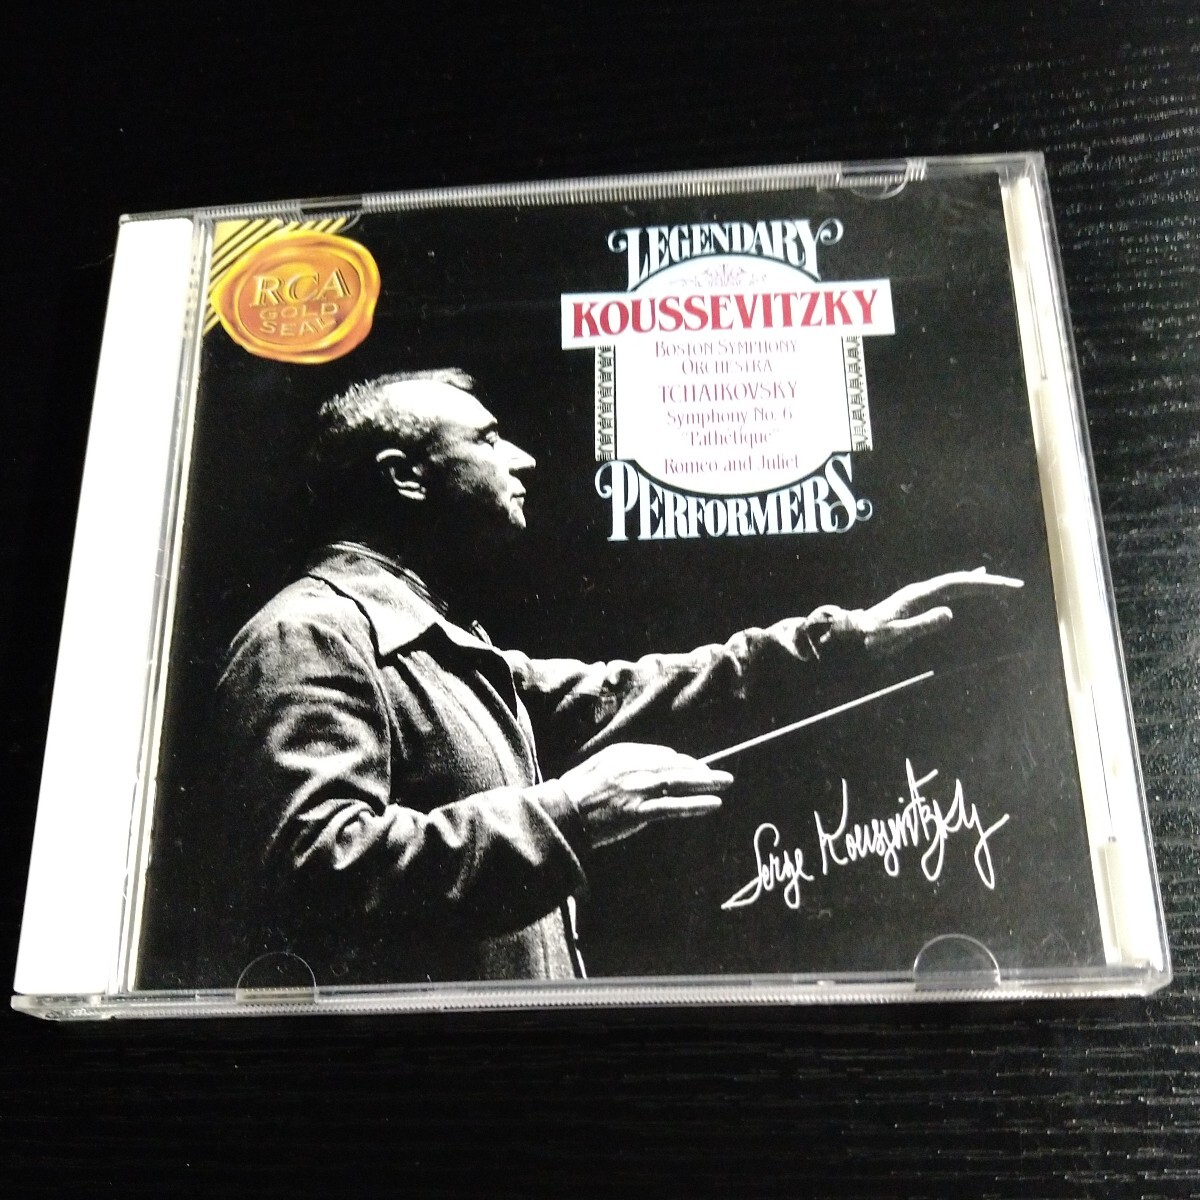 RCA
GOLD
SEAL
LEGENDARY
KOUSSEVITZKY
BOSTON SYMPHONY
ORCHESTRA
TCHAIKOVSKY
Symphony No. 6
"Pathétique"
Romeo and Juliet
PERFORMERS
Serge Koussevitzky